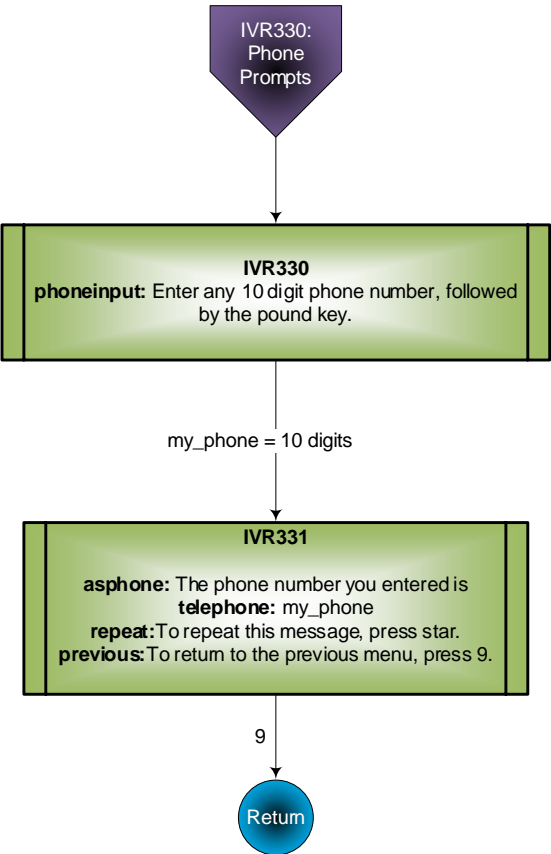 IVR330:
Phone
Prompts
IVR330
phoneinput: Enter any 10 digit phone number, followed
by the pound key.
my_phone = 10 digits
IVR331
asphone: The phone number you entered is
telephone: my_phone
repeat:To repeat this message, press star.
previous:To return to the previous menu, press 9.
9
Return